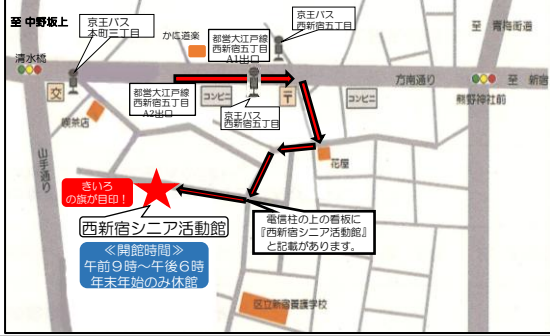 至 中野坂上
京王バス
本町三丁目
かに道楽
都営大江戸線
西新宿五丁目
A1出口
京王バス
西新宿五丁目
至 青梅街道
清水橋
交
都営大江戸線
西新宿五丁目
A2出口
コンビニ
京王バス
西新宿五丁目
〒
コンビニ
方南通り
至 新宿
熊野神社前
喫茶店
山手通り
花屋
きいろ
の旗が目印！
西新宿シニア活動館
≪開館時間≫
午前9時～午後6時
年末年始のみ休館
電信柱の上の看板に
『西新宿シニア活動館』
と記載があります。
区立新宿養護学校